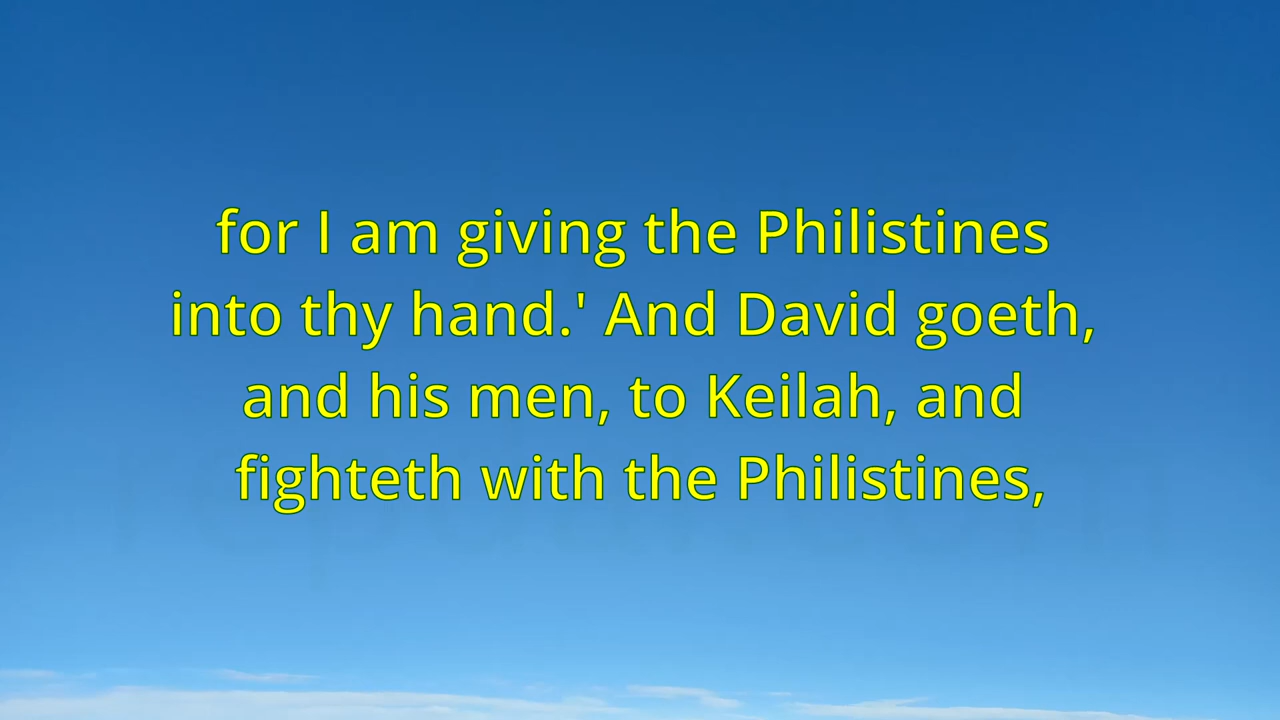 for I am giving the Philistines
into thy hand.' And David goeth,
and his men, to Keilah, and
fighteth with the Philistines,